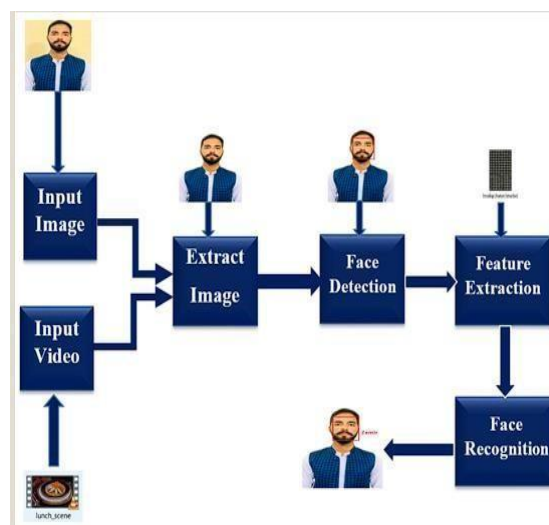 Input
Image
Extract
Image
Face
Detection
Feature
Extraction
Input
Video
Face
Recognition
lunch_scene